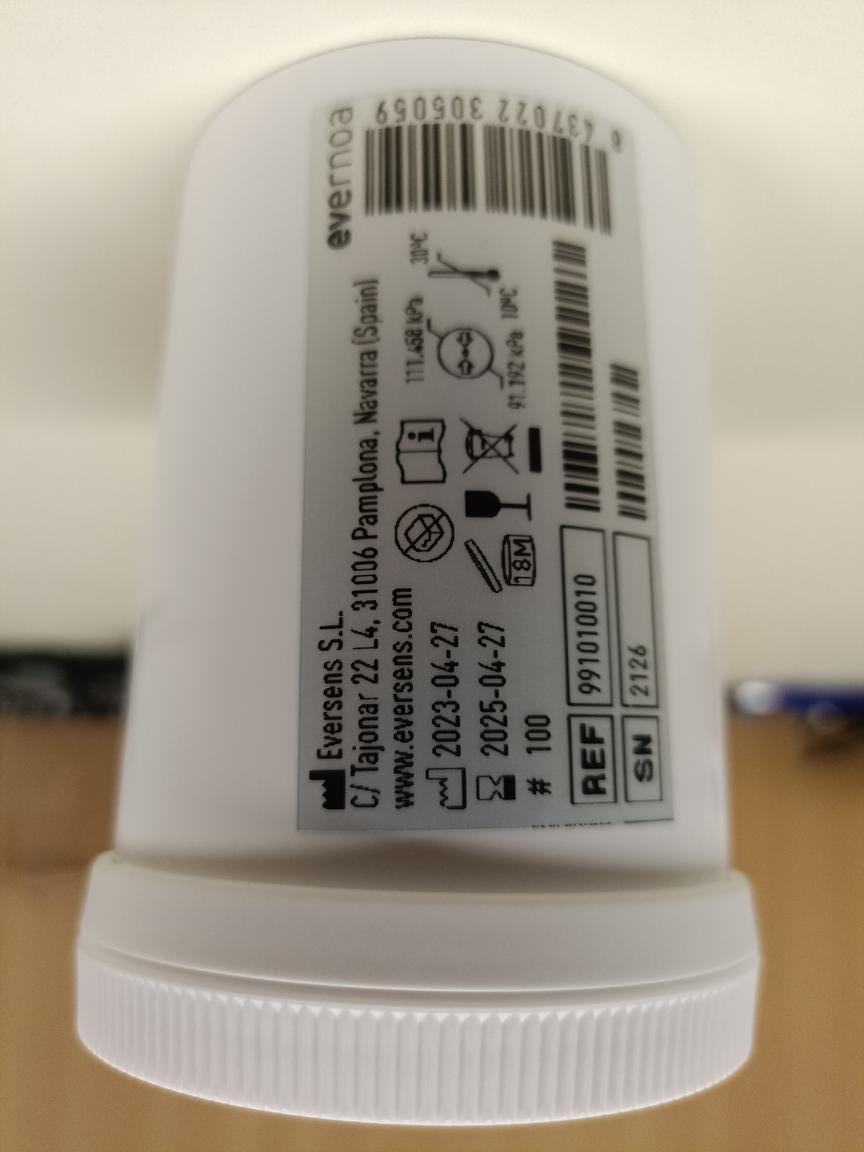 Eversens S.L.
C/ Tajonar 22 L4, 31006 Pamplona, Navarra (Spain)
www.eversens.com
evernoa
2023-04-27
2025-04-27
# 100
18M
111.458 kPa
91.192 kPa
30ºC
10ºC
REF 991010010
SN 2126
8 437022 305059